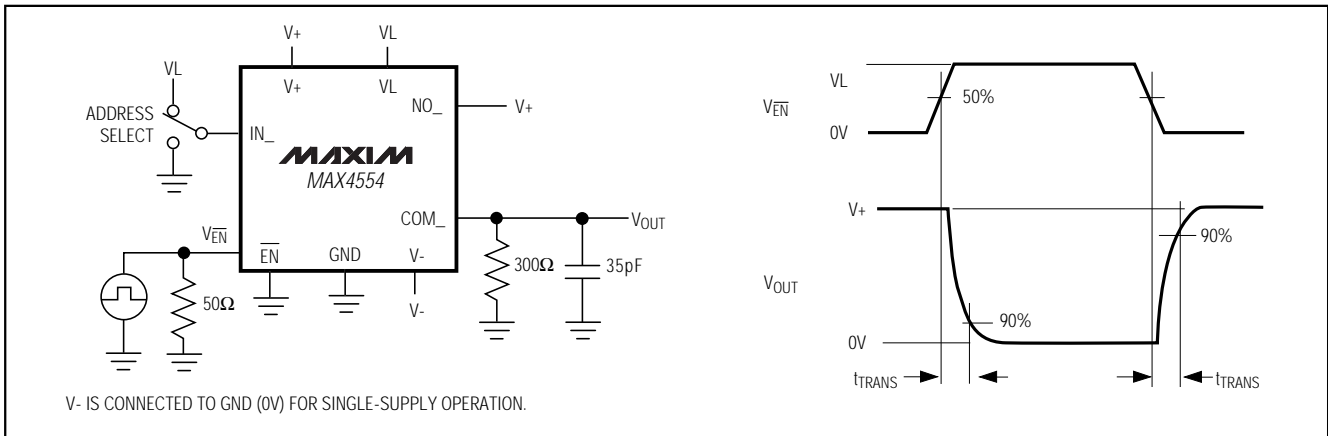 V+
VL
VL
ADDRESS
SELECT
V+
VL
NO_
V+
IN_
MAXIM
MAX4554
COM_
VOUT
VEN
EN
GND
V-
50Ω
V-
300Ω
35pF
V- IS CONNECTED TO GND (0V) FOR SINGLE-SUPPLY OPERATION.
VL
VEN
50%
0V
V+
90%
VOUT
90%
0V
tTRANS
tTRANS